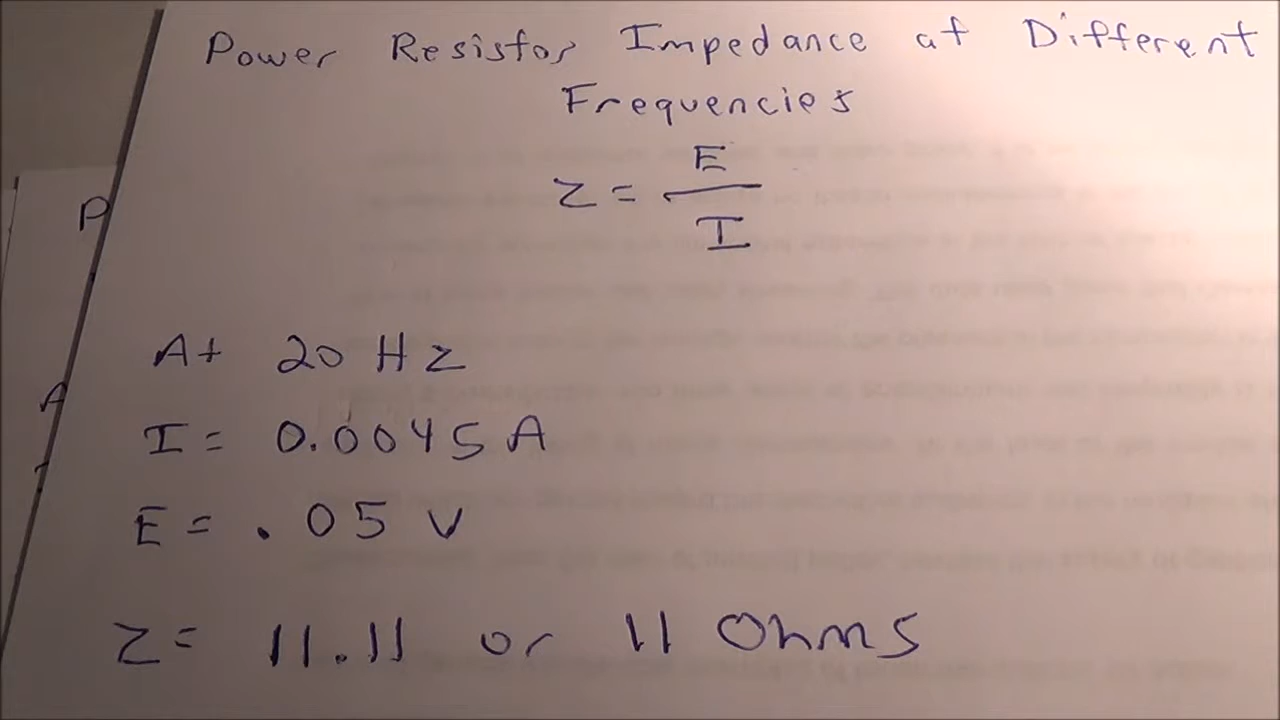 Power Resistor Impedance at Different
Frequencies
Z = E
I
At 20 Hz
I = 0.0045 A
E = .05 V
Z = 11.11 or 11 Ohms
P
A